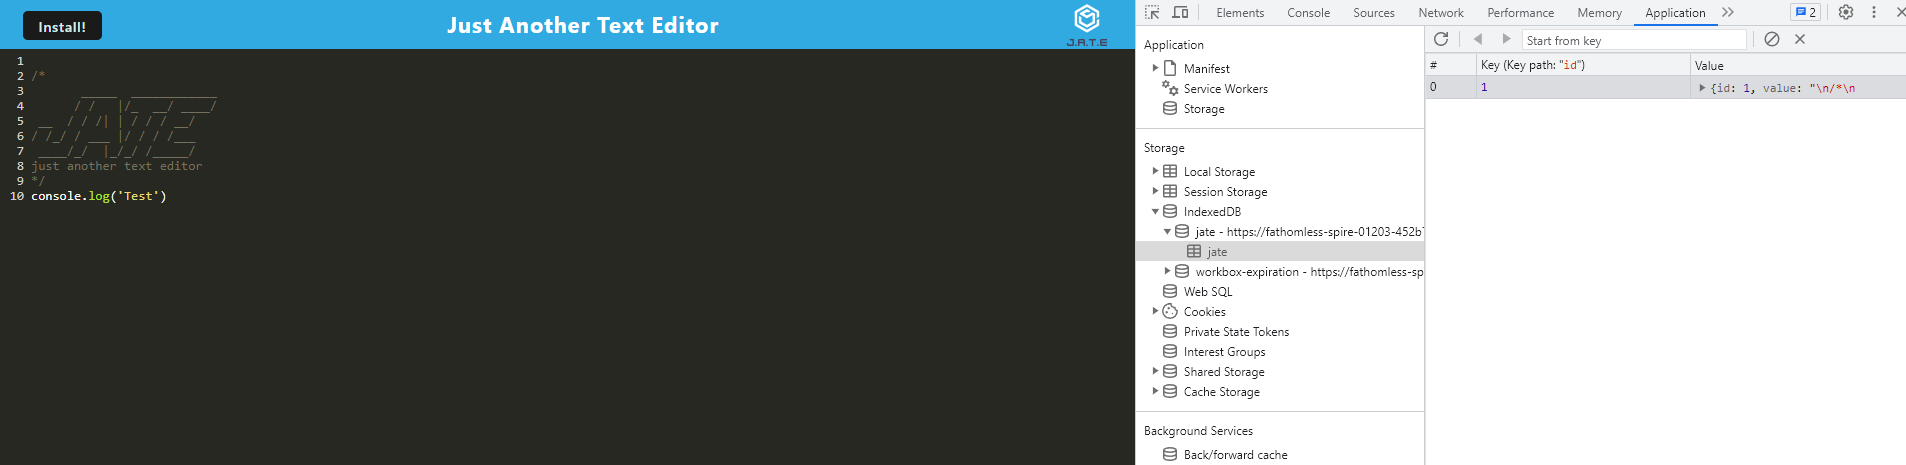 Install!
Just Another Text Editor
J.A.T.E
1
2 /*
3        _____  ____________
4       / /   |/_  __/ ____/
5  __  / / /| | / / / __/
6 / /_/ / ___ |/ / / /___
7  ____/_/  |_/_/ /_____/
8 just another text editor
9 */
10 console.log('Test')
Elements Console Sources Network Performance Memory Application 2
Application
Manifest
Service Workers
Storage
Storage
Local Storage
Session Storage
IndexedDB
jate - https://fathomless-spire-01203-452b
jate
workbox-expiration - https://fathomless-sp
Web SQL
Cookies
Private State Tokens
Interest Groups
Shared Storage
Cache Storage
Background Services
Back/forward cache
Start from key
# Key (Key path: "id") Value
0 1 {id: 1, value: "\n/*\n